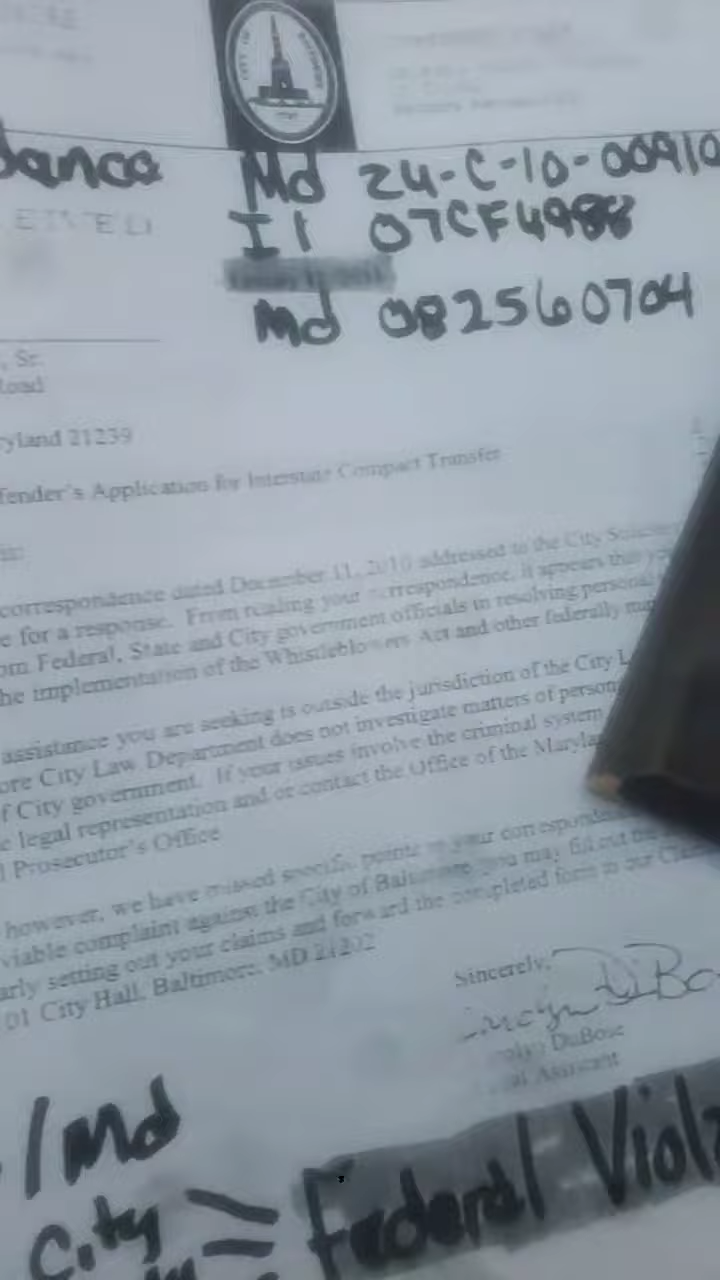 CITY OF
1797
Md 24-C-10-00910
Il 07CF4988
Md 082560704
, Sr.
Road
ryland 21239
fender's Application for Interstate Compact Transfer
correspondence dated December 11, 2010 addressed to the City
e for a response. From reading your correspondence, it appears that you
om Federal, State and City government officials in resolving personal
he implementation of the Whistleblowers Act and other federally
assistance you are seeking is outside the jurisdiction of the City L
ore City Law Department does not investigate matters of person
f City government. If your issues involve the criminal system
e legal representation and or contact the Office of the Maryla
l Prosecutor's Office
however, we have missed specific points in your corresponden
viable complaint against the City of Baltimore you may fill out the
arly setting out your claims and forward the completed form to our
01 City Hall, Baltimore, MD 21202
Sincerely,
DuBose
Assistant
/Md
City
Federal Viola